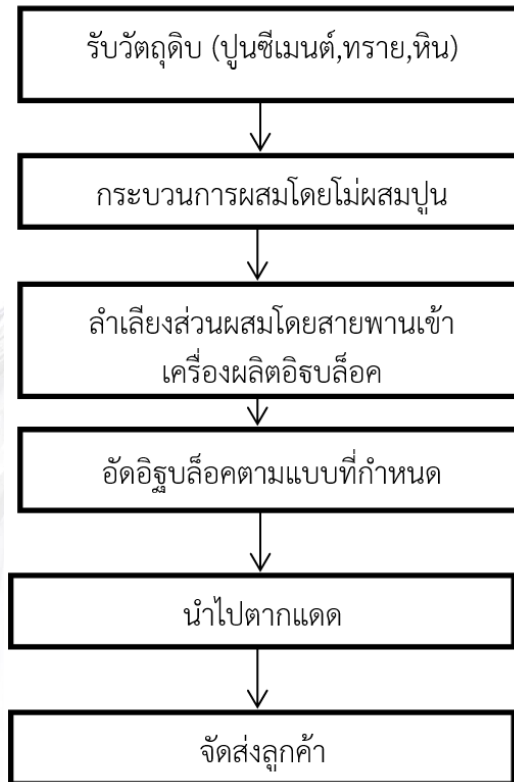 รับวัตถุดิบ (ปูนซีเมนต์,ทราย,หิน)
กระบวนการผสมโดยโม่ผสมปูน
ลำเลียงส่วนผสมโดยสายพานเข้า
เครื่องผลิตอิฐบล็อค
อัดอิฐบล็อคตามแบบที่กำหนด
นำไปตากแดด
จัดส่งลูกค้า